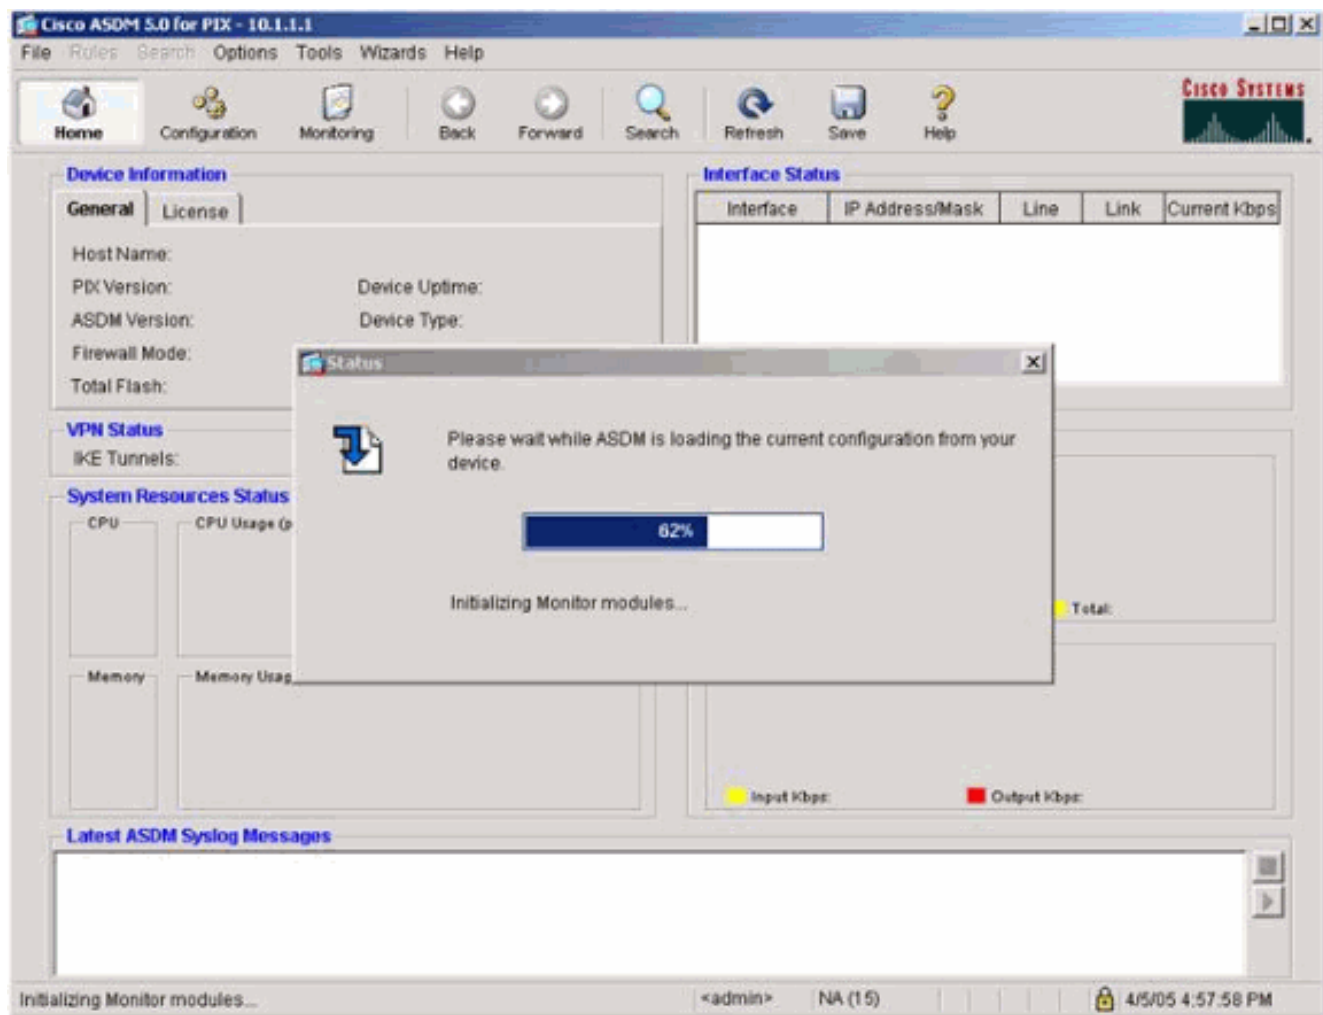 Cisco ASDM 5.0 for PIX - 10.1.1.1
File Rules Search Options Tools Wizards Help
Home Configuration Monitoring Back Forward Search Refresh Save Help
CISCO SYSTEMS
Device Information
General License
Host Name:
PIX Version: Device Uptime:
ASDM Version: Device Type:
Firewall Mode:
Total Flash:
Interface Status
Interface IP Address/Mask Line Link Current Kbps
VPN Status
IKE Tunnels:
System Resources Status
CPU CPU Usage (p
Memory Memory Usag
Status
Please wait while ASDM is loading the current configuration from your
device.
62%
Initializing Monitor modules...
Total:
Input Kbps: Output Kbps:
Latest ASDM Syslog Messages
Initializing Monitor modules... <admin> NA (15) 4/5/05 4:57:58 PM